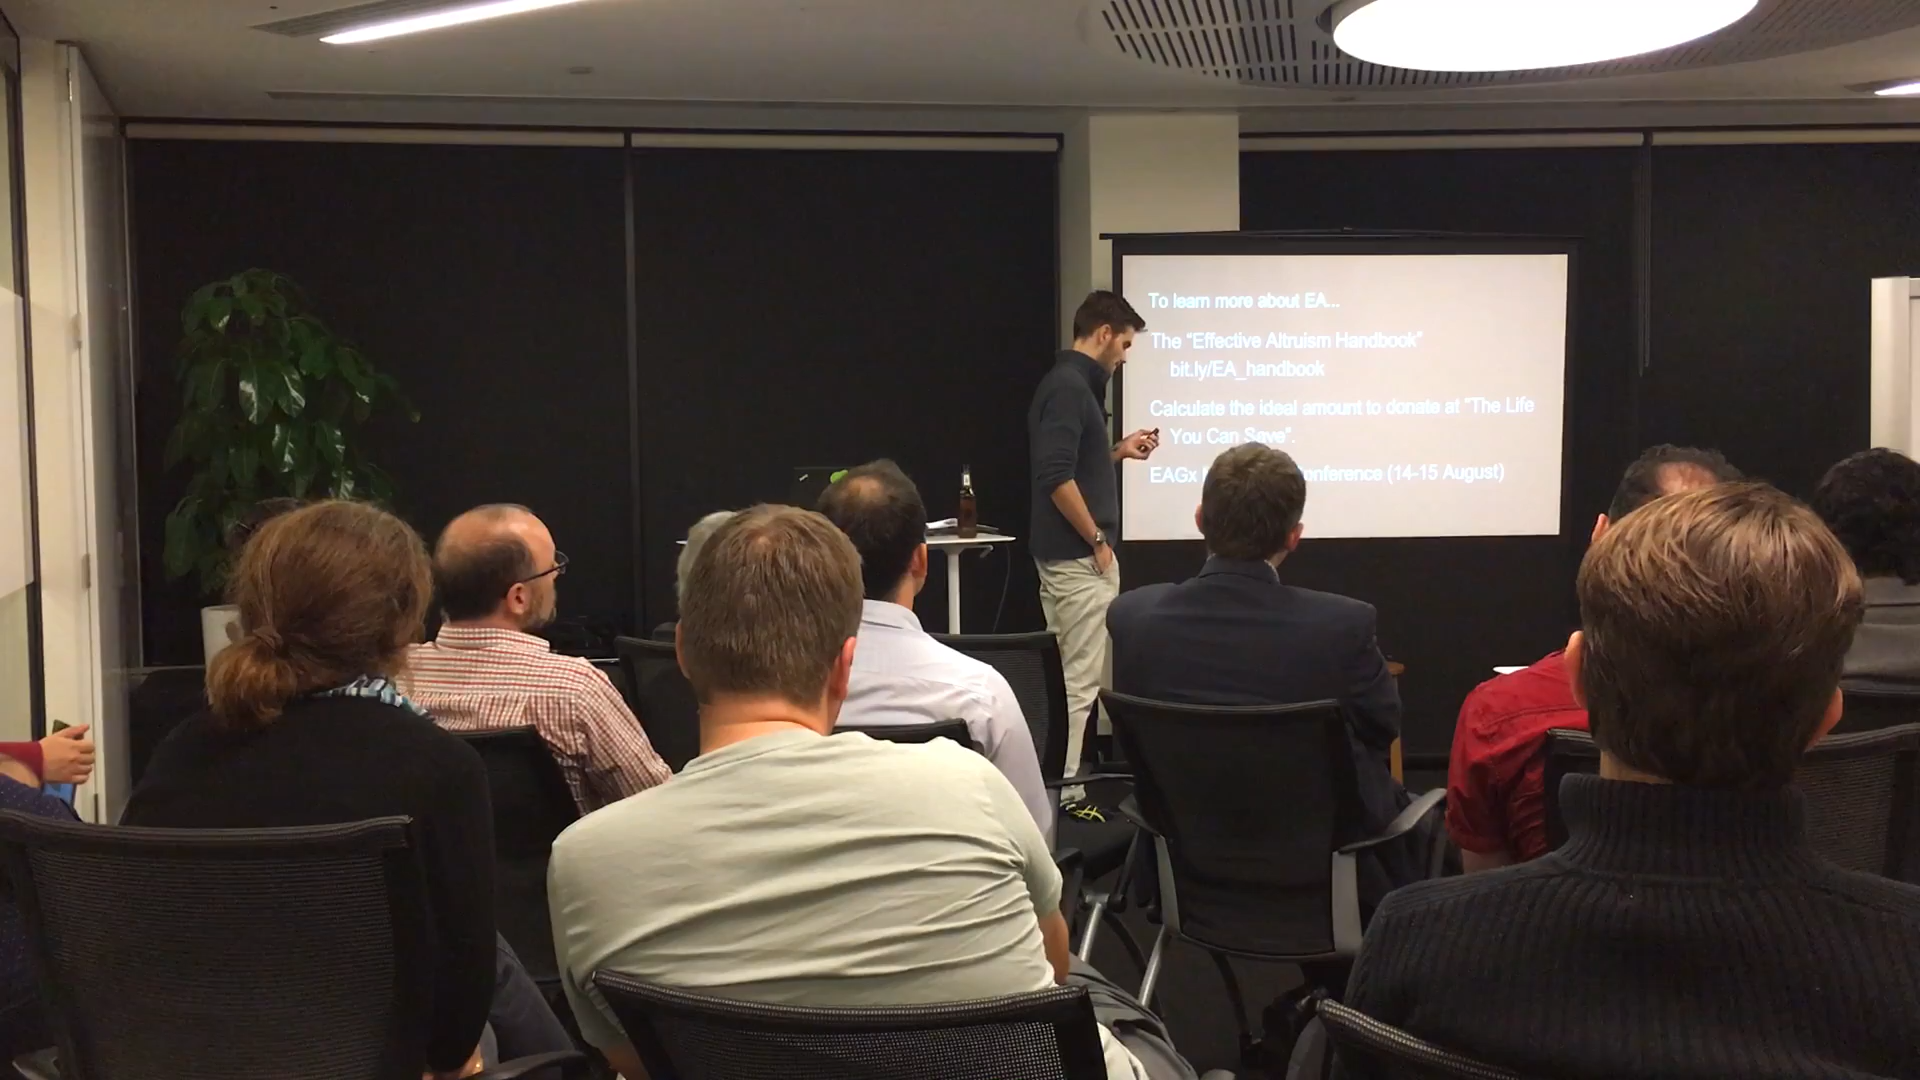 To learn more about EA...
The "Effective Altruism Handbook"
bit.ly/EA_handbook
Calculate the ideal amount to donate at "The Life
You Can Save".
EAGx onference (14-15 August)